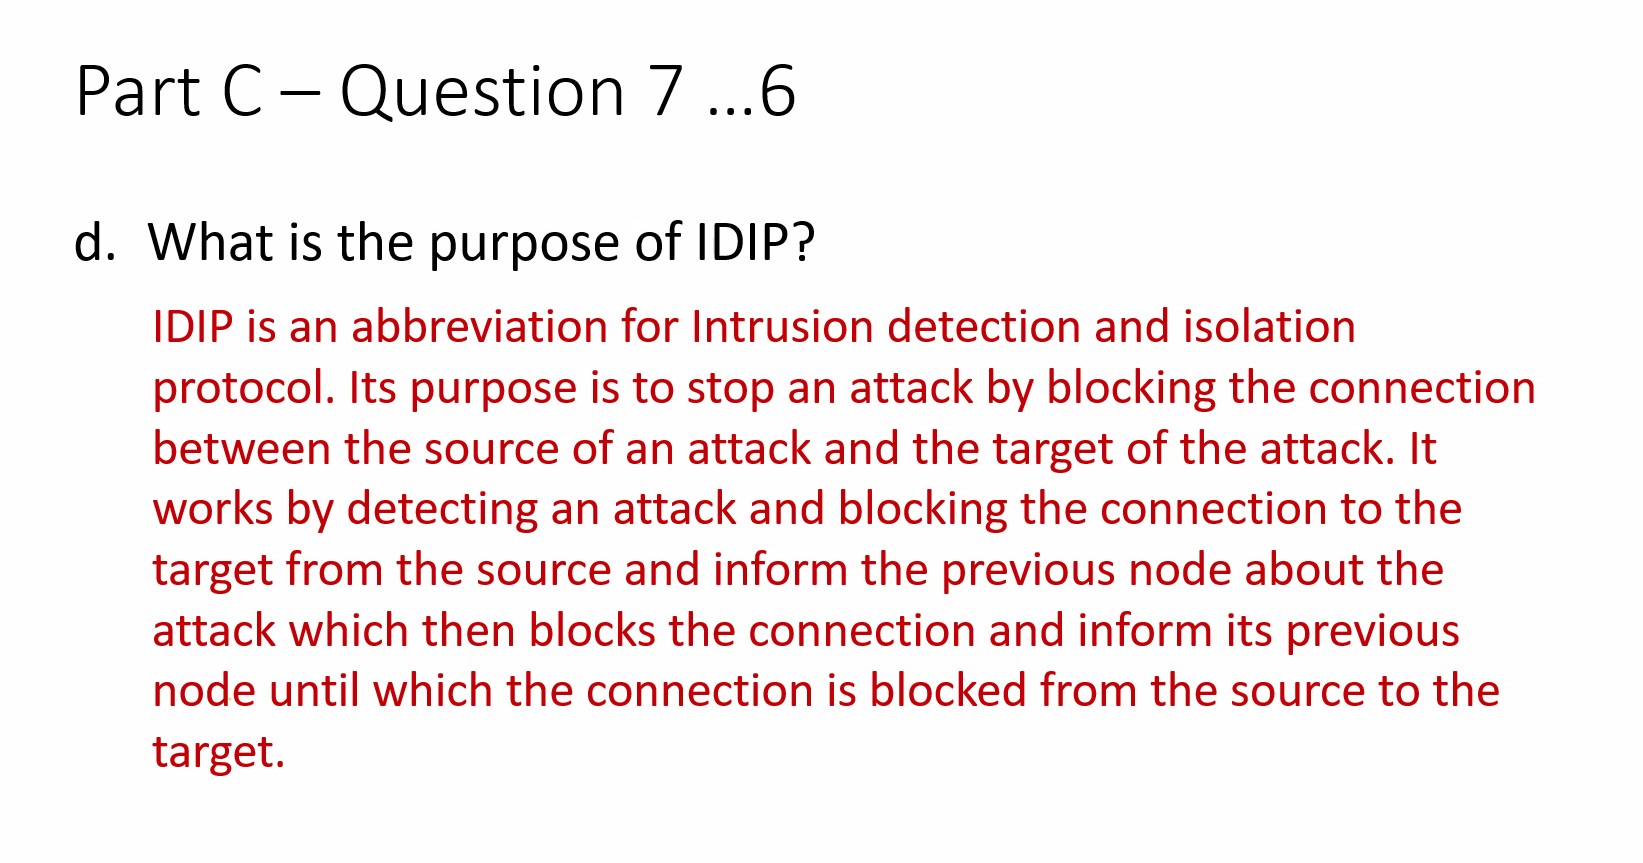 Part C – Question 7 …6
d. What is the purpose of IDIP?
IDIP is an abbreviation for Intrusion detection and isolation
protocol. Its purpose is to stop an attack by blocking the connection
between the source of an attack and the target of the attack. It
works by detecting an attack and blocking the connection to the
target from the source and inform the previous node about the
attack which then blocks the connection and inform its previous
node until which the connection is blocked from the source to the
target.